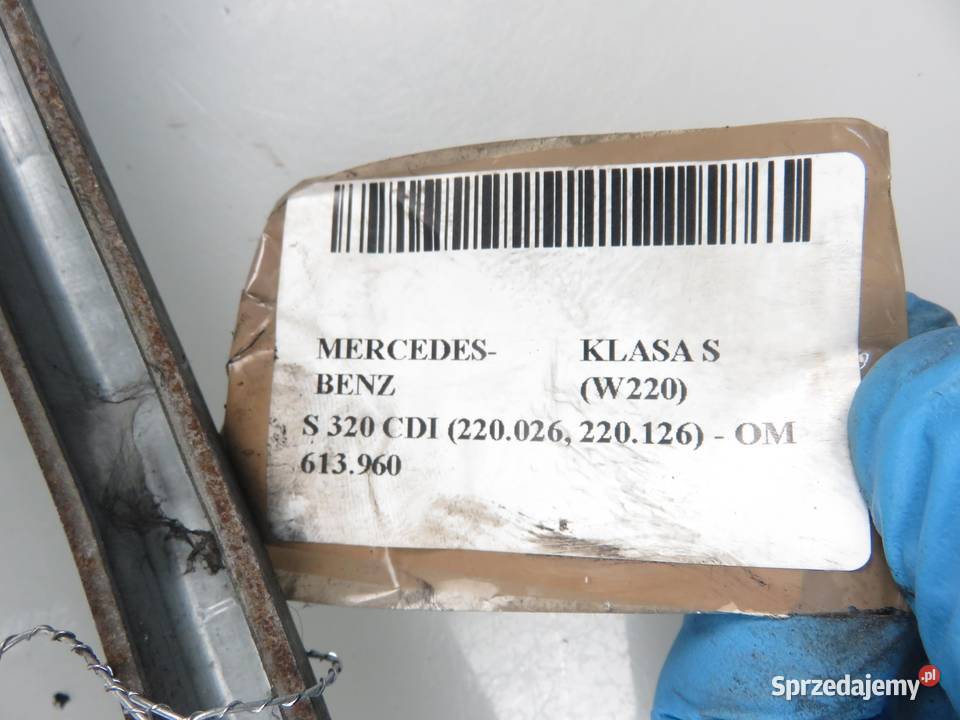 MERCEDES- KLASA S
BENZ (W220)
S 320 CDI (220.026, 220.126) - OM
613.960
Sprzedajemy.pl